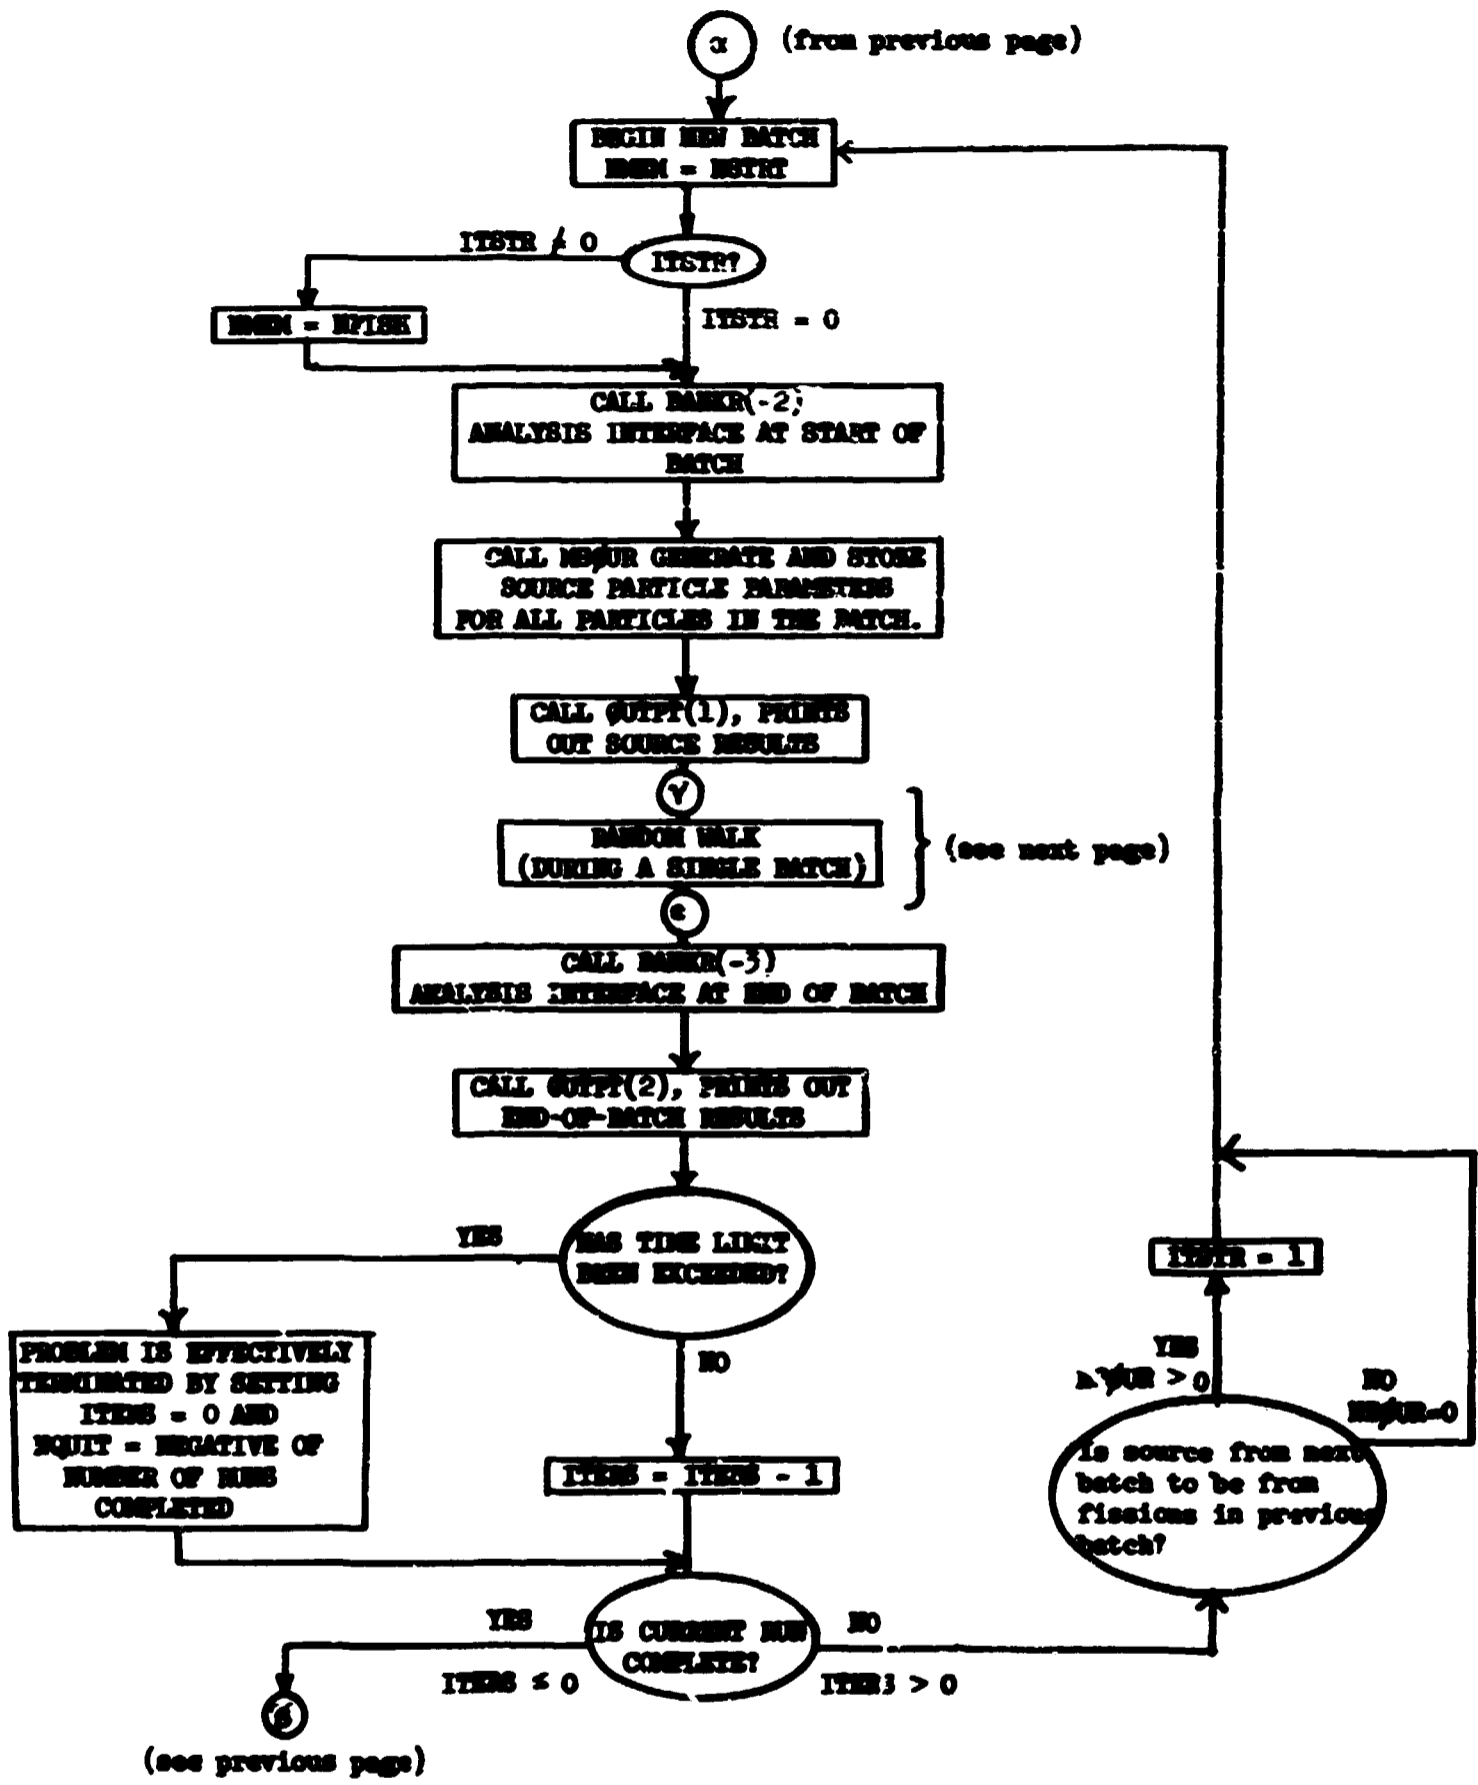 α (from previous page)
BEGIN NEW BATCH
NMEM = NSTRT
ITSTR ≠ 0
ITSTR?
NMEM = NFISH
ITSTR = 0
CALL BANKR(-2)
ANALYSIS INTERFACE AT START OF
BATCH
CALL MSØUR GENERATE AND STORE
SOURCE PARTICLE PARAMETERS
FOR ALL PARTICLES IN THE BATCH.
CALL ØUTPT(1), PRINTS
OUT SOURCE RESULTS
γ
RANDOM WALK
(DURING A SINGLE BATCH)
(see next page)
ε
CALL BANKR(-3)
ANALYSIS INTERFACE AT END OF BATCH
CALL ØUTPT(2), PRINTS OUT
END-OF-BATCH RESULTS
YES
HAS TIME LIMIT
BEEN EXCEEDED?
NO
PROBLEM IS EFFECTIVELY
TERMINATED BY SETTING
ITERS = 0 AND
NQUIT = NEGATIVE OF
NUMBER OF RUNS
COMPLETED
ITERS = ITERS - 1
ITSTR = 1
YES
> 0
NO
NSØUR=0
Is source from next
batch to be from
fissions in previous
batch?
YES
ITERS ≤ 0
IS CURRENT RUN
COMPLETE?
NO
ITERS > 0
(see previous page)